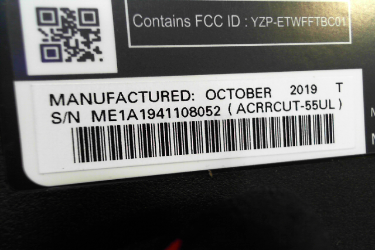 Contains FCC ID : YZP-ETWFFTBC01
MANUFACTURED: OCTOBER 2019 T
S/N ME1A1941108052 (ACRRCUT-55UL)